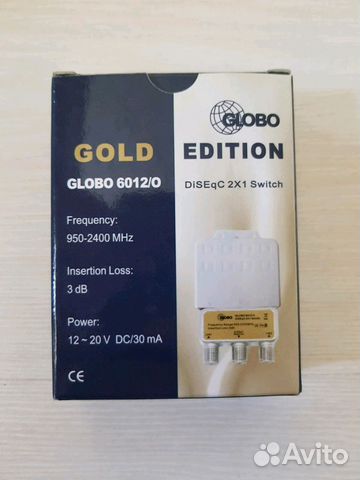 GLOBO
GOLD EDITION
GLOBO 6012/O
DiSEqC 2X1 Switch
Frequency:
950-2400 MHz
Insertion Loss:
3 dB
Power:
12 ~ 20 V DC/30 mA
CE
GLOBO
Avito